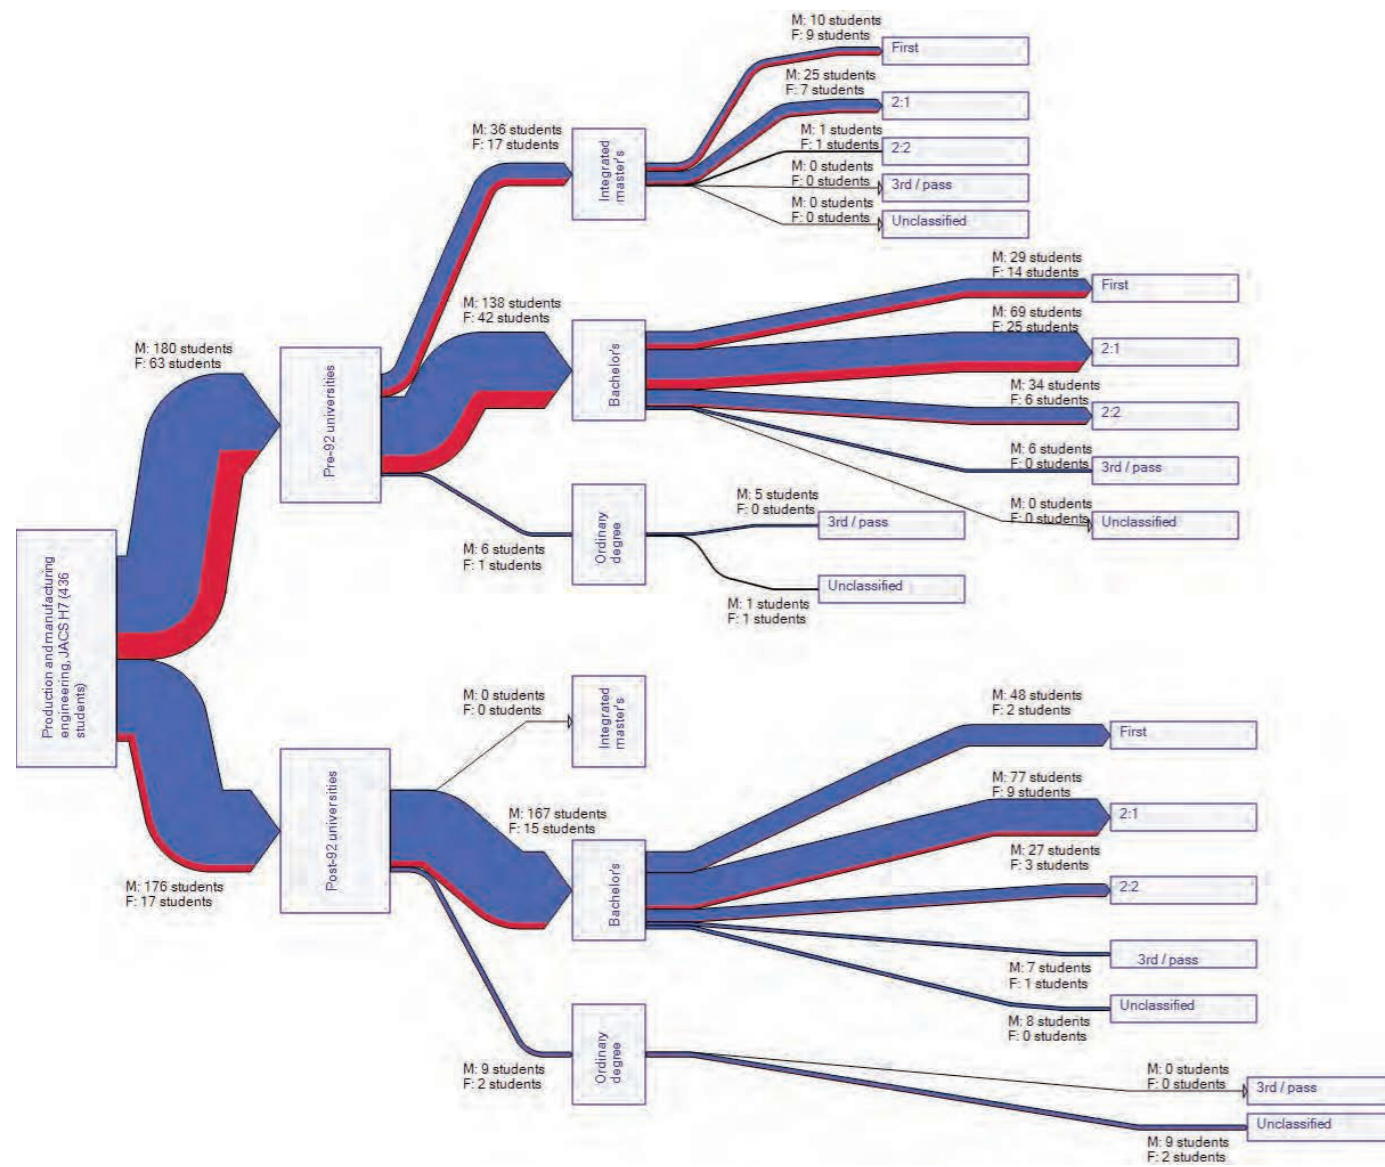 M: 10 students
F: 9 students
First
M: 25 students
F: 7 students
2:1
M: 36 students
F: 17 students
Integrated
master's
M: 1 students
F: 1 students
2:2
M: 0 students
F: 0 students
3rd / pass
M: 0 students
F: 0 students
Unclassified
M: 29 students
F: 14 students
First
M: 138 students
F: 42 students
M: 69 students
F: 25 students
2:1
Bachelor's
M: 180 students
F: 63 students
Pre-92 universities
M: 34 students
F: 6 students
2:2
M: 6 students
F: 0 students
3rd / pass
M: 5 students
F: 0 students
3rd / pass
M: 0 students
F: 0 students
Unclassified
M: 6 students
F: 1 students
Ordinary
degree
Unclassified
M: 1 students
F: 1 students
Production and manufacturing
engineering, JACS H7 (436
students)
M: 0 students
F: 0 students
Integrated
master's
M: 48 students
F: 2 students
First
M: 77 students
F: 9 students
2:1
M: 167 students
F: 15 students
Post-92 universities
M: 176 students
F: 17 students
Bachelor's
M: 27 students
F: 3 students
2:2
3rd / pass
M: 7 students
F: 1 students
Unclassified
M: 8 students
F: 0 students
M: 9 students
F: 2 students
Ordinary
degree
M: 0 students
F: 0 students
3rd / pass
Unclassified
M: 9 students
F: 2 students